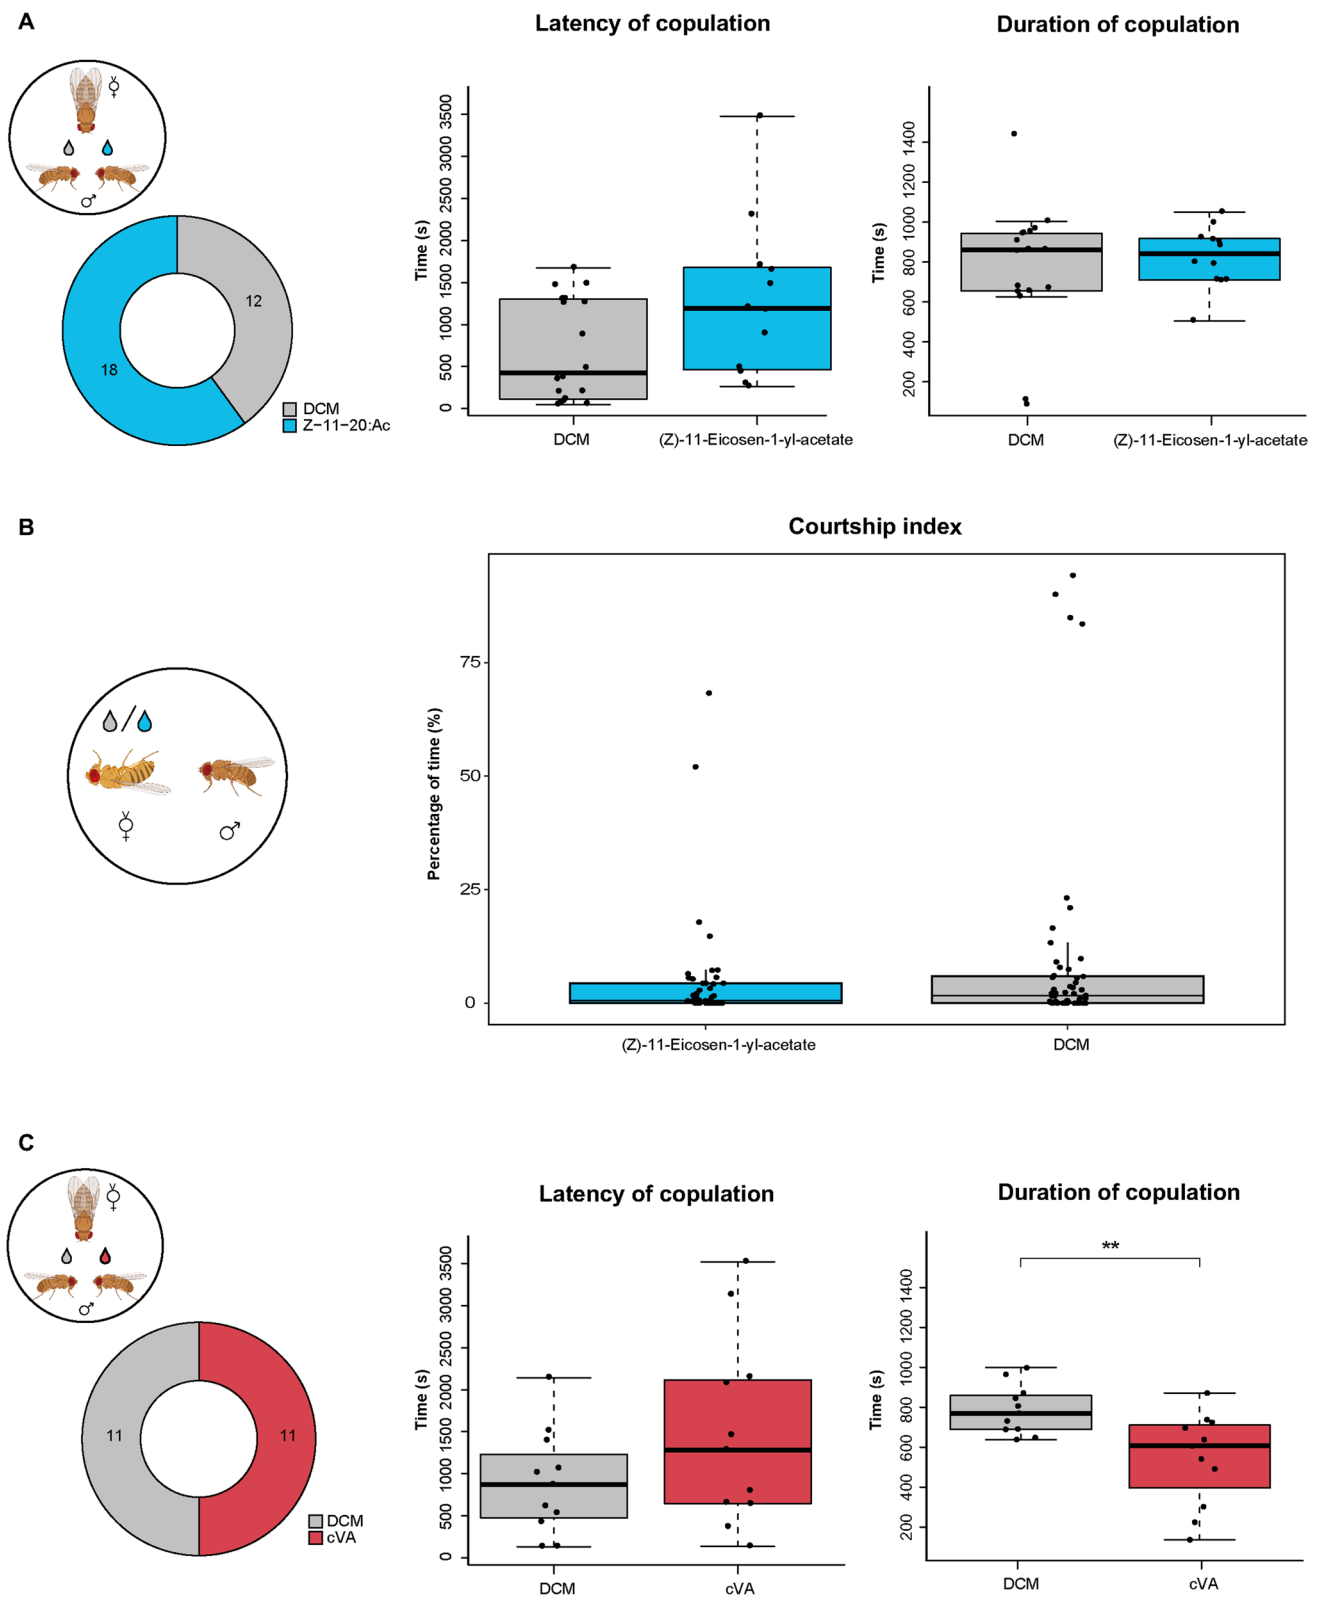 A
Latency of copulation
Duration of copulation
12
18
DCM
Z-11-20:Ac
Time (s)
0 500 1000 1500 2000 2500 3000 3500
DCM
(Z)-11-Eicosen-1-yl-acetate
Time (s)
200 400 600 800 1000 1200 1400
DCM
(Z)-11-Eicosen-1-yl-acetate
B
Courtship index
Percentage of time (%)
75
50
25
0
(Z)-11-Eicosen-1-yl-acetate
DCM
C
Latency of copulation
Duration of copulation
11
11
DCM
cVA
Time (s)
0 500 1000 1500 2000 2500 3000 3500
DCM
cVA
**
Time (s)
200 400 600 800 1000 1200 1400
DCM
cVA